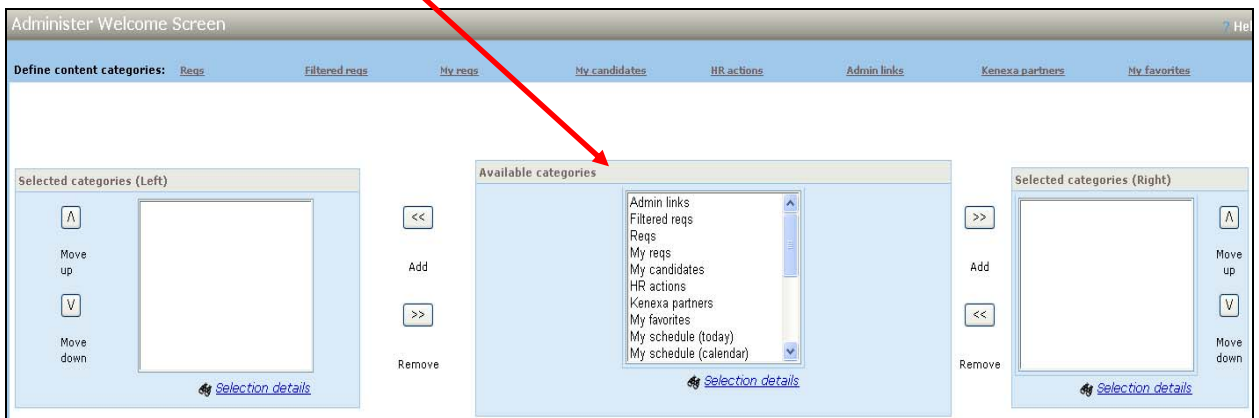 Administer Welcome Screen ? Hel
Define content categories: Reqs Filtered reqs My reqs My candidates HR actions Admin links Kenexa partners My favorites
Selected categories (Left)
Λ
Move
up
V
Move
down
Selection details
<<
Add
>>
Remove
Available categories
Admin links
Filtered reqs
Reqs
My reqs
My candidates
HR actions
Kenexa partners
My favorites
My schedule (today)
My schedule (calendar)
Selection details
>>
Add
<<
Remove
Selected categories (Right)
Λ
Move
up
V
Move
down
Selection details